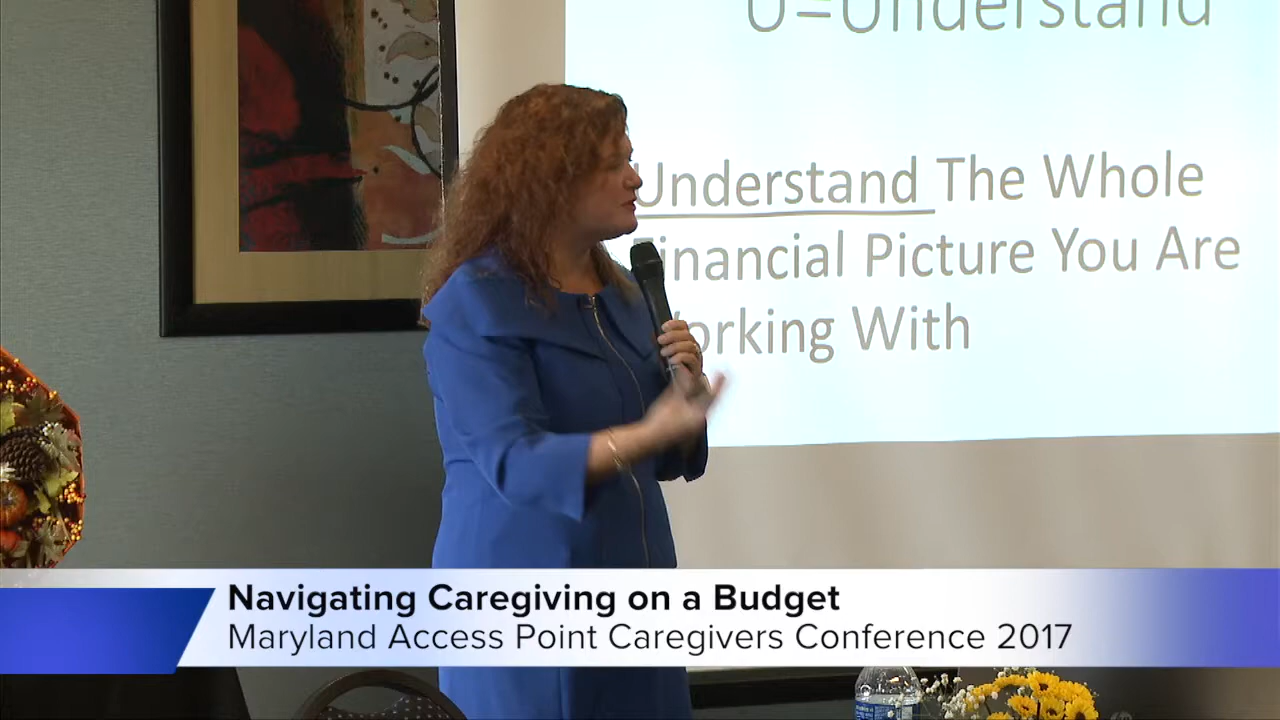 U=Understand
Understand The Whole
Financial Picture You Are
Working With
Navigating Caregiving on a Budget
Maryland Access Point Caregivers Conference 2017